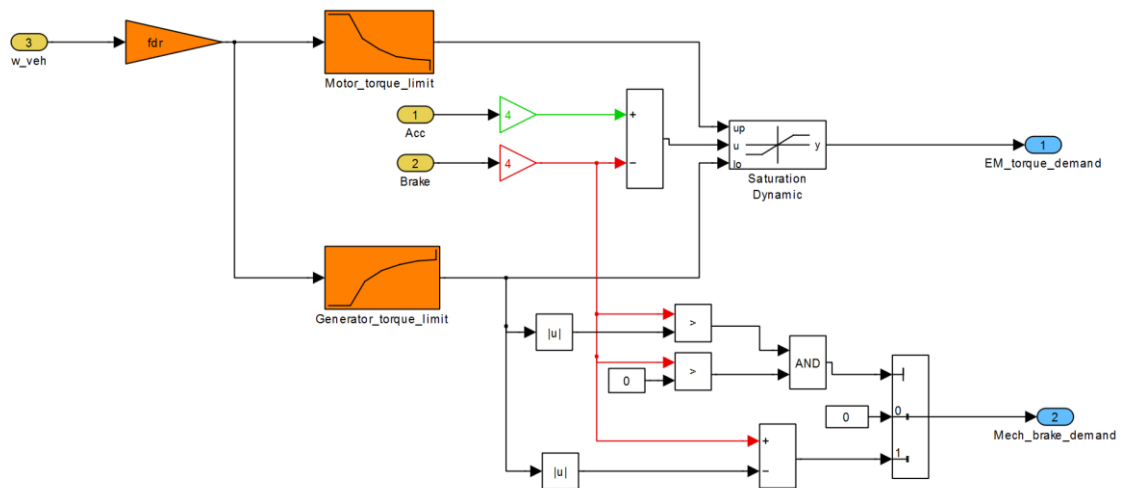 3
w_veh
fdr
Motor_torque_limit
1
Acc
4
+
2
Brake
4
−
up
u
lo
y
Saturation
Dynamic
1
EM_torque_demand
Generator_torque_limit
|u|
>
>
0
AND
0
0
1
2
Mech_brake_demand
|u|
+
−